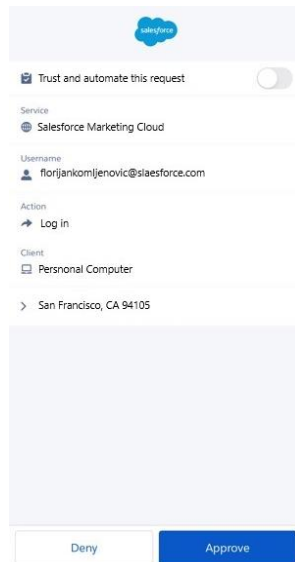 salesforce
Trust and automate this request
Service
Salesforce Marketing Cloud
Username
florijankomljenovic@slaesforce.com
Action
Log in
Client
Persnonal Computer
San Francisco, CA 94105
Deny Approve